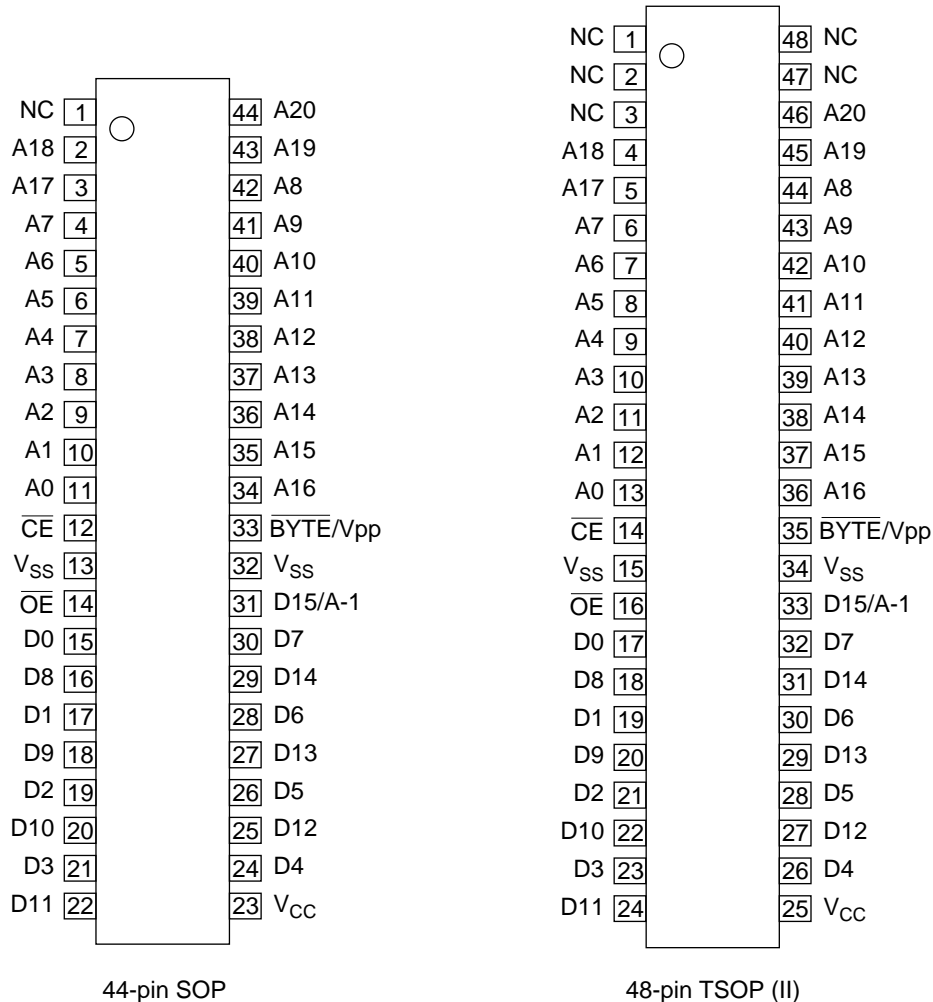 NC 1 44 A20
A18 2 43 A19
A17 3 42 A8
A7 4 41 A9
A6 5 40 A10
A5 6 39 A11
A4 7 38 A12
A3 8 37 A13
A2 9 36 A14
A1 10 35 A15
A0 11 34 A16
C̅E̅ 12 33 B̅Y̅T̅E̅/Vpp
VSS 13 32 VSS
O̅E̅ 14 31 D15/A-1
D0 15 30 D7
D8 16 29 D14
D1 17 28 D6
D9 18 27 D13
D2 19 26 D5
D10 20 25 D12
D3 21 24 D4
D11 22 23 VCC
44-pin SOP
NC 1 48 NC
NC 2 47 NC
NC 3 46 A20
A18 4 45 A19
A17 5 44 A8
A7 6 43 A9
A6 7 42 A10
A5 8 41 A11
A4 9 40 A12
A3 10 39 A13
A2 11 38 A14
A1 12 37 A15
A0 13 36 A16
C̅E̅ 14 35 B̅Y̅T̅E̅/Vpp
VSS 15 34 VSS
O̅E̅ 16 33 D15/A-1
D0 17 32 D7
D8 18 31 D14
D1 19 30 D6
D9 20 29 D13
D2 21 28 D5
D10 22 27 D12
D3 23 26 D4
D11 24 25 VCC
48-pin TSOP (II)